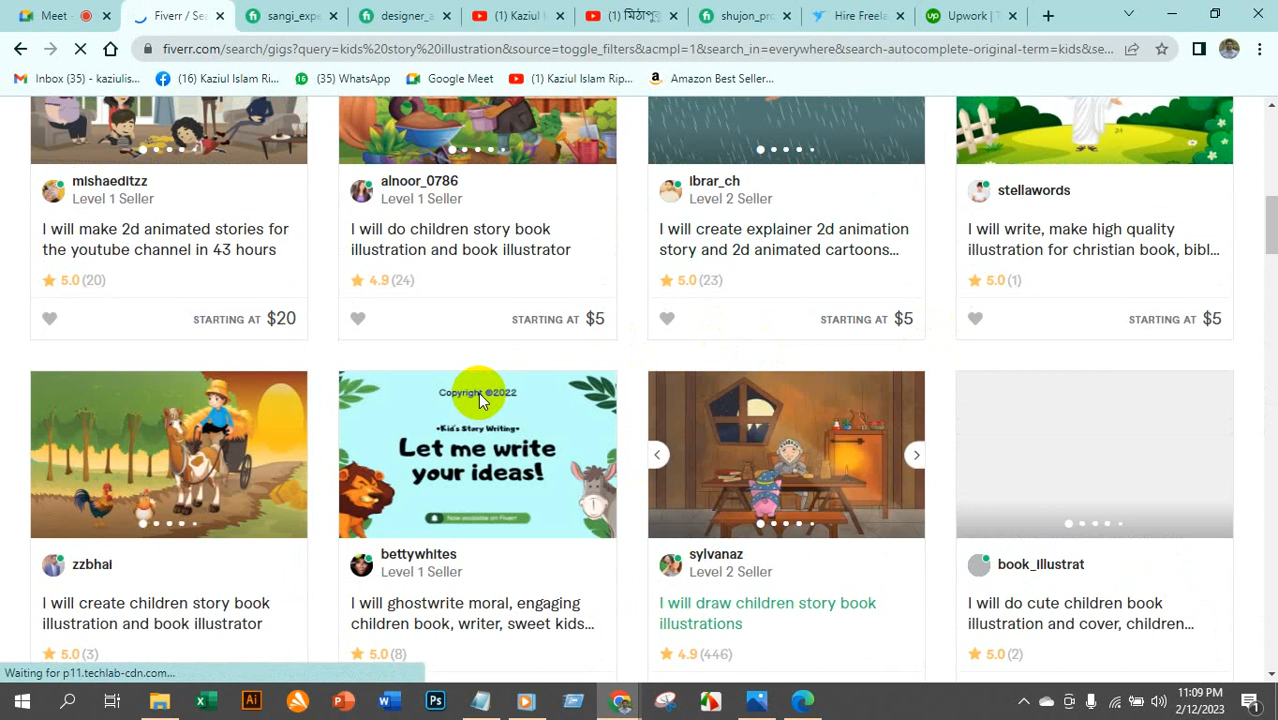 Meet -
Fiverr / Sea
sangi_expe
designer_a
(1) Kaziul I
(1) মিঠাপু
shujon_pro
Hire Freela
Upwork | T
fiverr.com/search/gigs?query=kids%20story%20illustration&source=toggle_filters&acmpl=1&search_in=everywhere&search-autocomplete-original-term=kids&se...
Inbox (35) - kaziulis...
(16) Kaziul Islam Ri...
(35) WhatsApp
Google Meet
(1) Kaziul Islam Rip...
Amazon Best Seller...
mishaeditzz
Level 1 Seller
I will make 2d animated stories for
the youtube channel in 43 hours
5.0 (20)
STARTING AT $20
alnoor_0786
Level 1 Seller
I will do children story book
illustration and book illustrator
4.9 (24)
STARTING AT $5
ibrar_ch
Level 2 Seller
I will create explainer 2d animation
story and 2d animated cartoons...
5.0 (23)
STARTING AT $5
stellawords
I will write, make high quality
illustration for christian book, bibl...
5.0 (1)
STARTING AT $5
zzbhai
I will create children story book
illustration and book illustrator
5.0 (3)
Copyright ©2022
•Kid's Story Writing•
Let me write
your ideas!
Now available on Fiverr
bettywhites
Level 1 Seller
I will ghostwrite moral, engaging
children book, writer, sweet kids...
5.0 (8)
sylvanaz
Level 2 Seller
I will draw children story book
illustrations
4.9 (446)
book_illustrat
I will do cute children book
illustration and cover, children...
5.0 (2)
Waiting for p11.techlab-cdn.com...
11:09 PM
2/12/2023